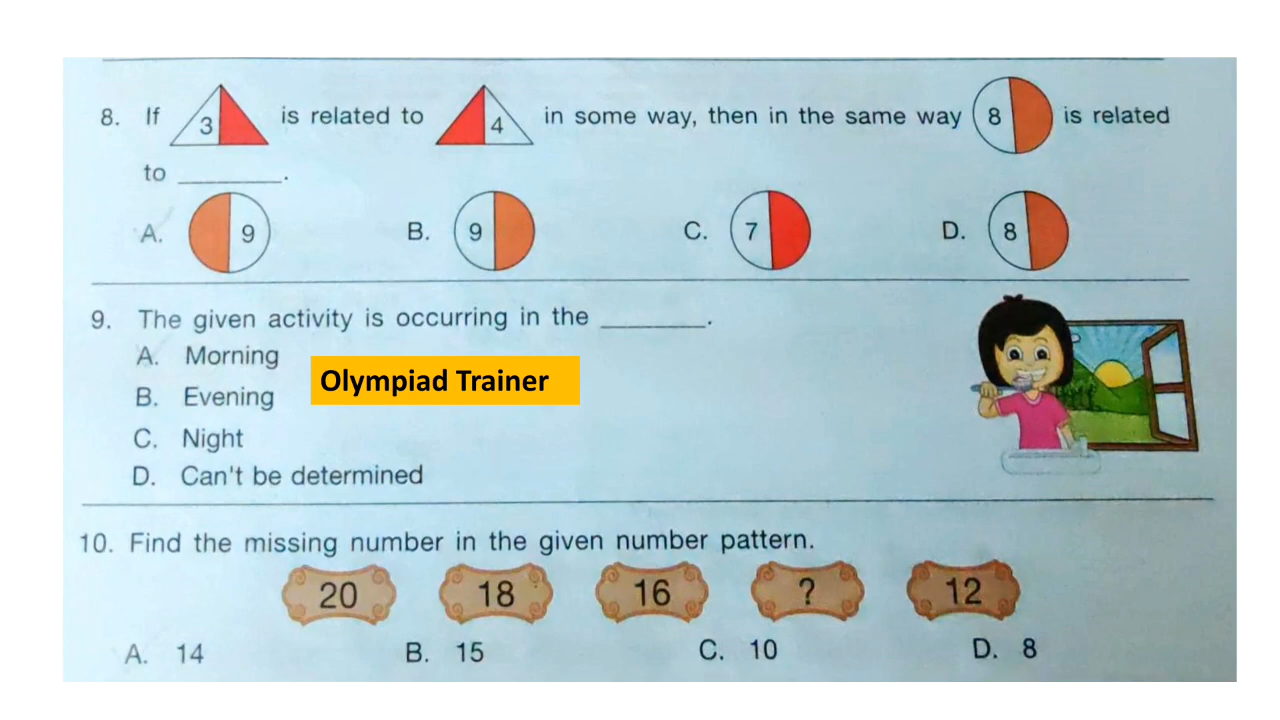 8. If 3 is related to 4 in some way, then in the same way 8 is related
to ________.
A. 9 B. 9 C. 7 D. 8
9. The given activity is occurring in the ________.
A. Morning
B. Evening
Olympiad Trainer
C. Night
D. Can't be determined
10. Find the missing number in the given number pattern.
20 18 16 ? 12
A. 14 B. 15 C. 10 D. 8